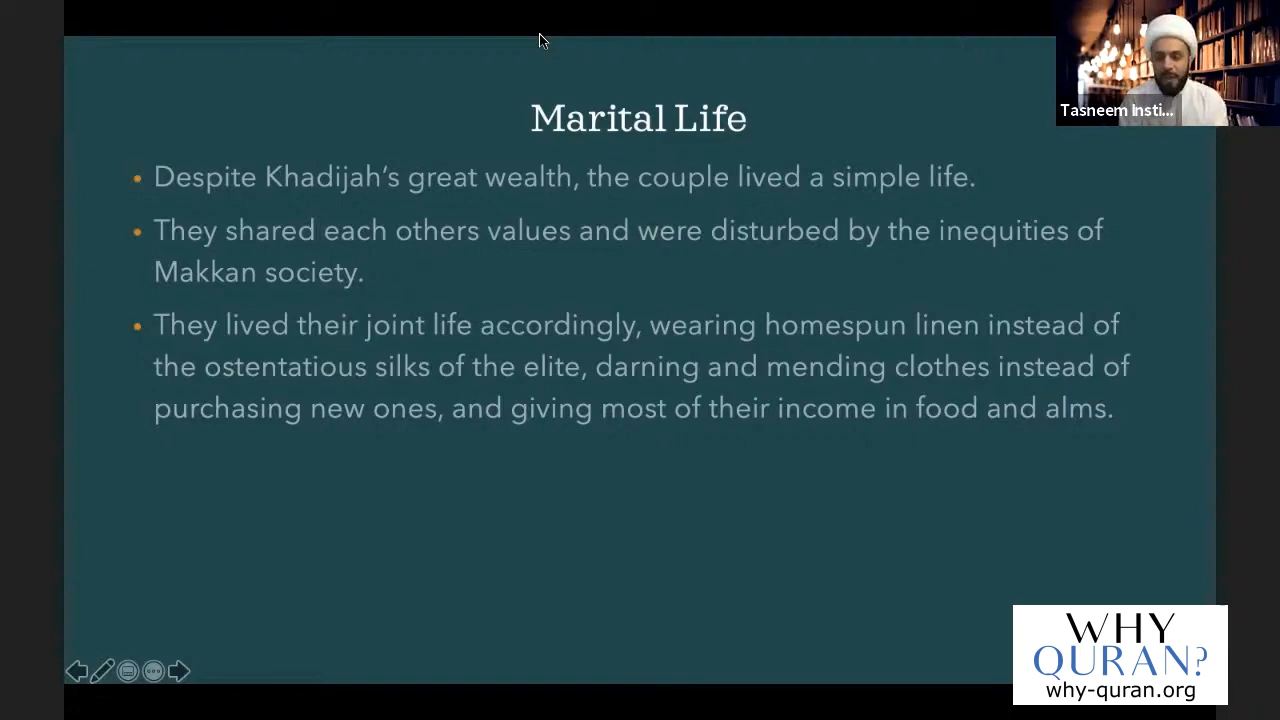 Tasneem Insti...
Marital Life
• Despite Khadijah's great wealth, the couple lived a simple life.
• They shared each others values and were disturbed by the inequities of
Makkan society.
• They lived their joint life accordingly, wearing homespun linen instead of
the ostentatious silks of the elite, darning and mending clothes instead of
purchasing new ones, and giving most of their income in food and alms.
WHY
QURAN?
why-quran.org